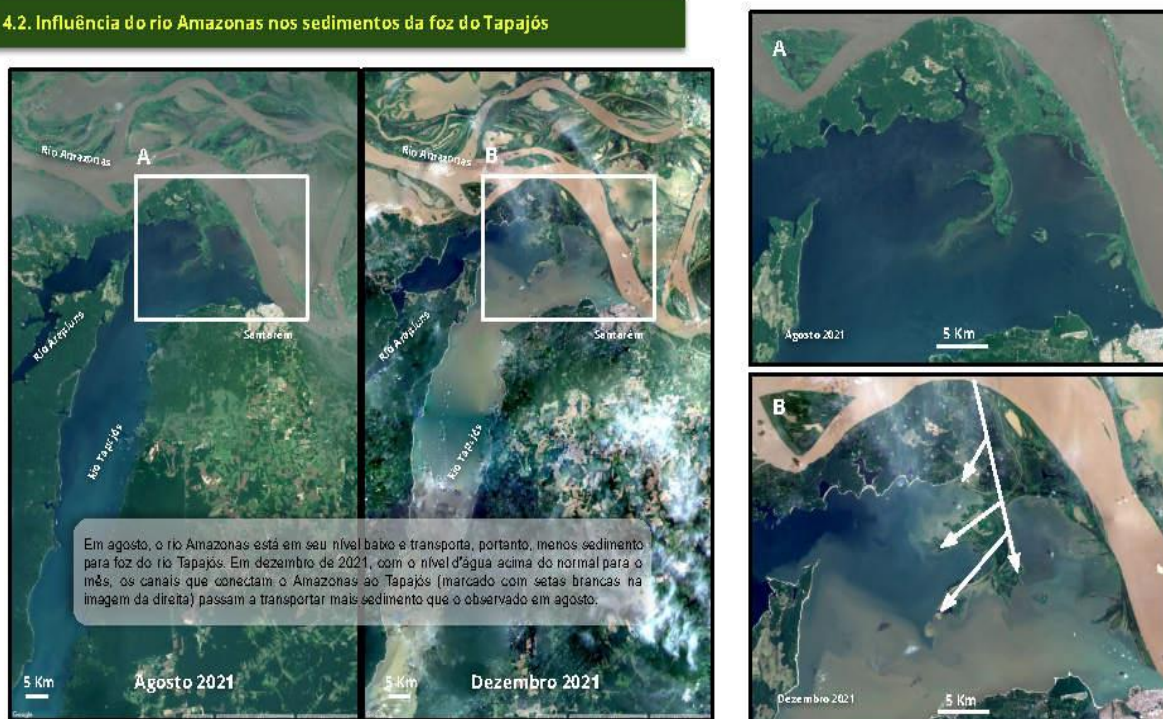 4.2. Influência do rio Amazonas nos sedimentos da foz do Tapajós
Rio Amazonas
A
Rio Arapiuns
Santarém
Rio Tapajós
5 Km
Agosto 2021
Google
Rio Amazonas
B
Rio Arapiuns
Santarém
Rio Tapajós
5 Km
Dezembro 2021
Em agosto, o rio Amazonas está em seu nível baixo e transporta, portanto, menos sedimento
para foz do rio Tapajós. Em dezembro de 2021, com o nível d'água acima do normal para o
mês, os canais que conectam o Amazonas ao Tapajós (marcado com setas brancas na
imagem da direita) passam a transportar mais sedimento que o observado em agosto.
A
Agosto 2021
5 Km
B
Dezembro 2021
5 Km